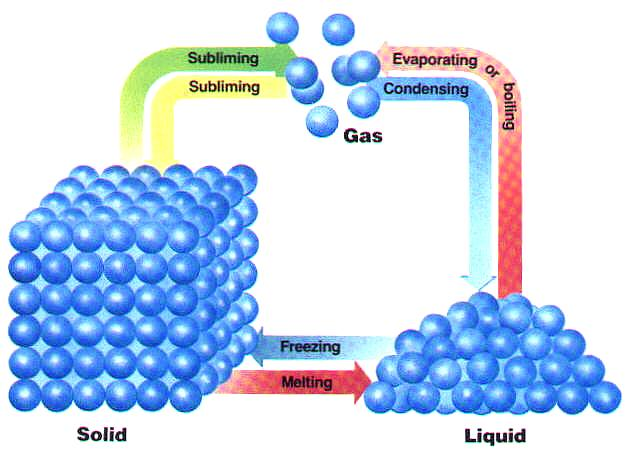 Subliming
Evaporating or boiling
Subliming
Condensing
Gas
Freezing
Melting
Solid
Liquid